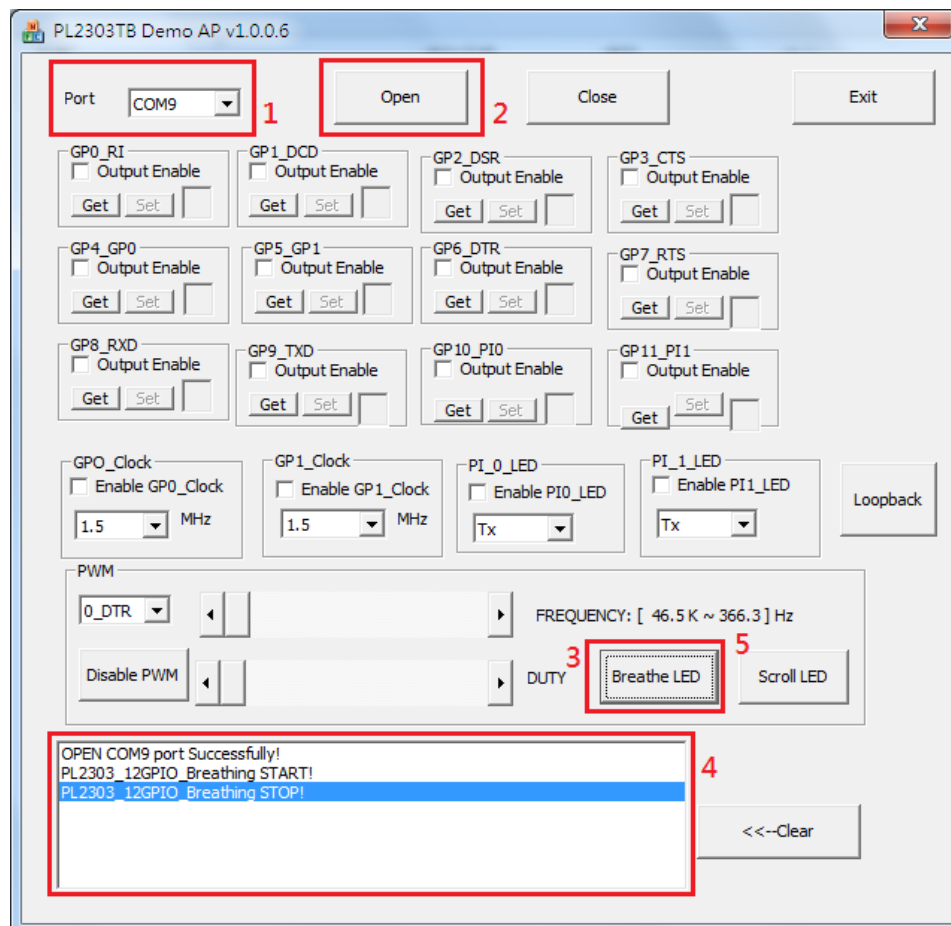 PL2303TB Demo AP v1.0.0.6
Port COM9 1 Open 2 Close Exit
GP0_RI GP1_DCD GP2_DSR GP3_CTS
Output Enable Output Enable Output Enable Output Enable
Get Set Get Set Get Set Get Set
GP4_GP0 GP5_GP1 GP6_DTR GP7_RTS
Output Enable Output Enable Output Enable Output Enable
Get Set Get Set Get Set Get Set
GP8_RXD GP9_TXD GP10_PI0 GP11_PI1
Output Enable Output Enable Output Enable Output Enable
Get Set Get Set Get Set Get Set
GPO_Clock GP1_Clock PI_0_LED PI_1_LED
Enable GP0_Clock Enable GP1_Clock Enable PI0_LED Enable PI1_LED Loopback
1.5 MHz 1.5 MHz Tx Tx
PWM
0_DTR FREQUENCY: [ 46.5 K ~ 366.3 ] Hz
Disable PWM DUTY 3 Breathe LED 5 Scroll LED
OPEN COM9 port Successfully!
PL2303_12GPIO_Breathing START!
PL2303_12GPIO_Breathing STOP!
4
<<--Clear